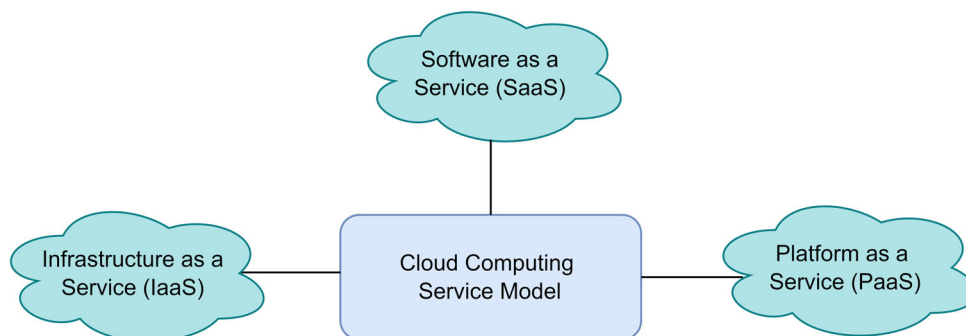 Software as a
Service (SaaS)
Infrastructure as a
Service (IaaS)
Cloud Computing
Service Model
Platform as a
Service (PaaS)